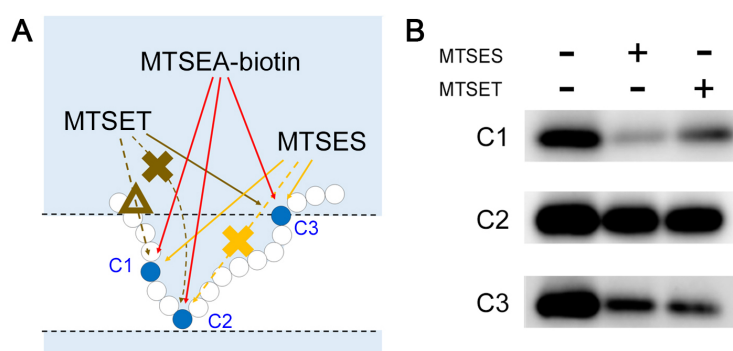 A
MTSEA-biotin
MTSET
MTSES
C3
C1
C2
B
MTSES - + -
MTSET - - +
C1
C2
C3